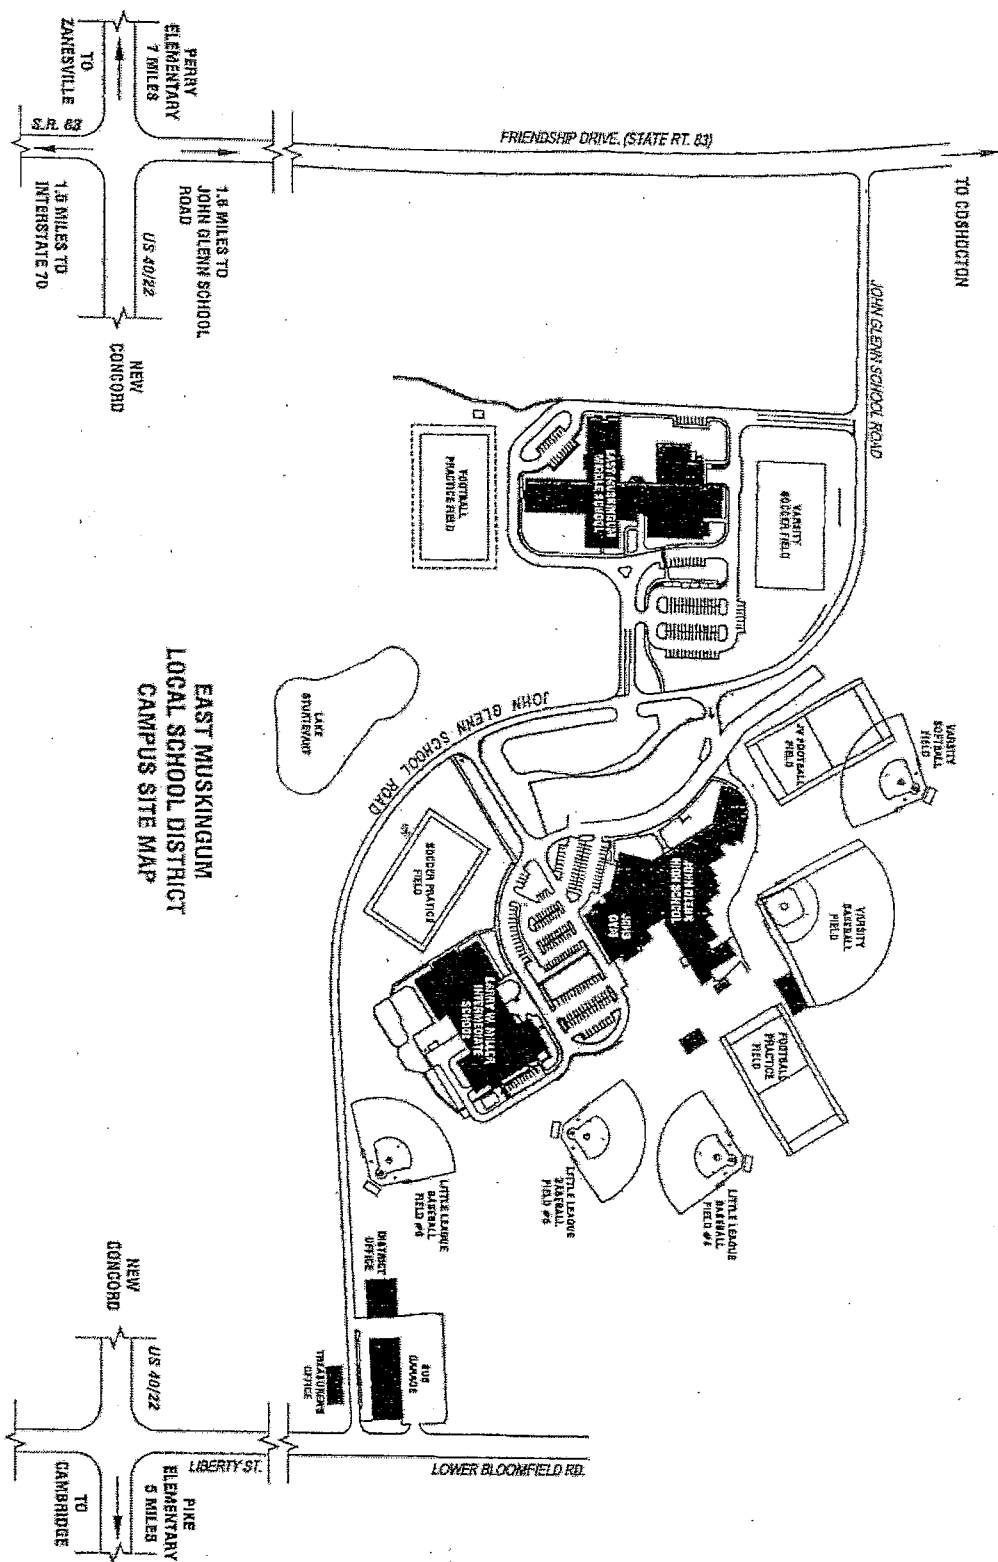 EAST MUSKINGUM
LOCAL SCHOOL DISTRICT
CAMPUS SITE MAP
PERRY
ELEMENTARY
7 MILES
TO
ZANESVILLE
S.R. 83
1.8 MILES TO
JOHN GLENN SCHOOL
ROAD
1.5 MILES TO
INTERSTATE 70
US 40/22
NEW
CONCORD
FRIENDSHIP DRIVE, (STATE RT. 83)
TO COSHOCTON
JOHN GLENN SCHOOL ROAD
FOOTBALL
PRACTICE FIELD
EAST MUSKINGUM
MIDDLE SCHOOL
VARSITY
SOCCER FIELD
LAKE
JOHN GLENN SCHOOL ROAD
JV FOOTBALL
FIELD
VARSITY
SOFTBALL
FIELD
JOHN GLENN
HIGH SCHOOL
VARSITY
BASEBALL
FIELD
SOCCER PRATICE
FIELD
LARRY W. MILLER
INTERMEDIATE
SCHOOL
FOOTBALL
PRACTICE
FIELD
LITTLE LEAGUE
BASEBALL
FIELD
LITTLE LEAGUE
BASEBALL
FIELD
LITTLE LEAGUE
BASEBALL
FIELD
DISTRICT
OFFICE
BUS
GARAGE
TREASURER'S
OFFICE
NEW
CONCORD
US 40/22
LIBERTY ST.
LOWER BLOOMFIELD RD.
PIKE
ELEMENTARY
5 MILES
TO
CAMBRIDGE